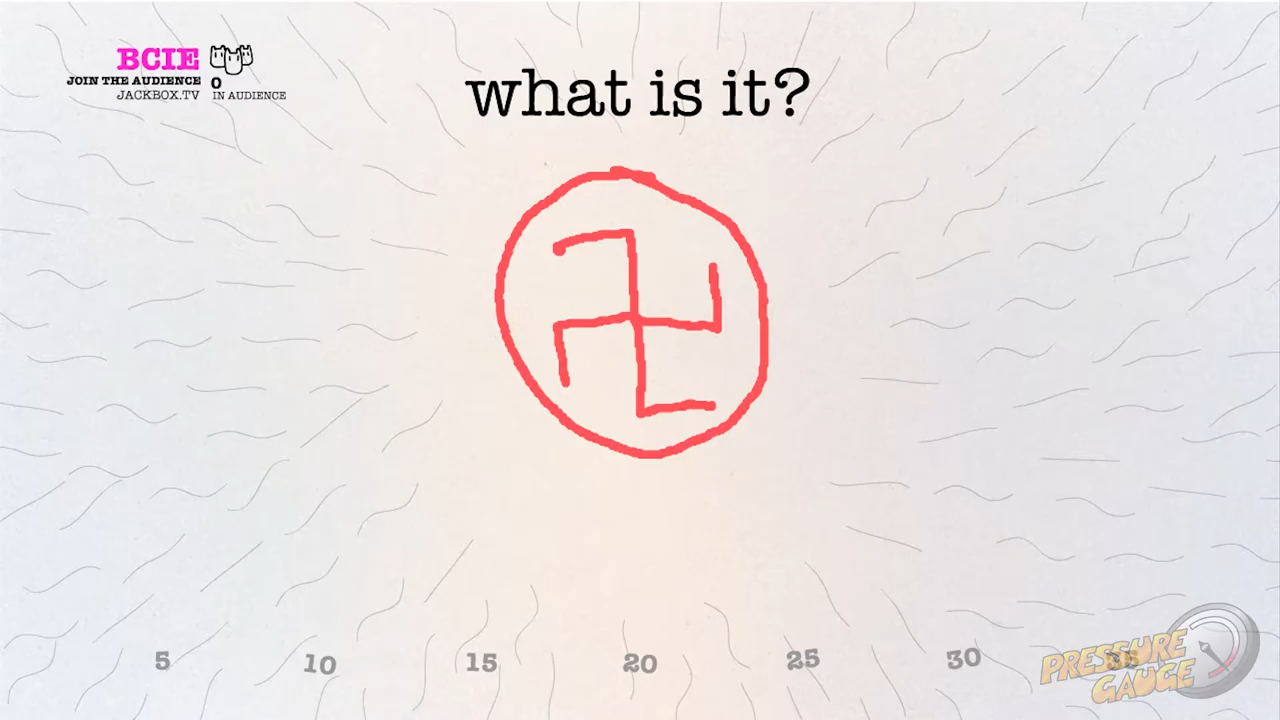 BCIE
JOIN THE AUDIENCE
JACKBOX.TV
0
IN AUDIENCE
what is it?
5 10 15 20 25 30 35
PRESSURE
GAUGE